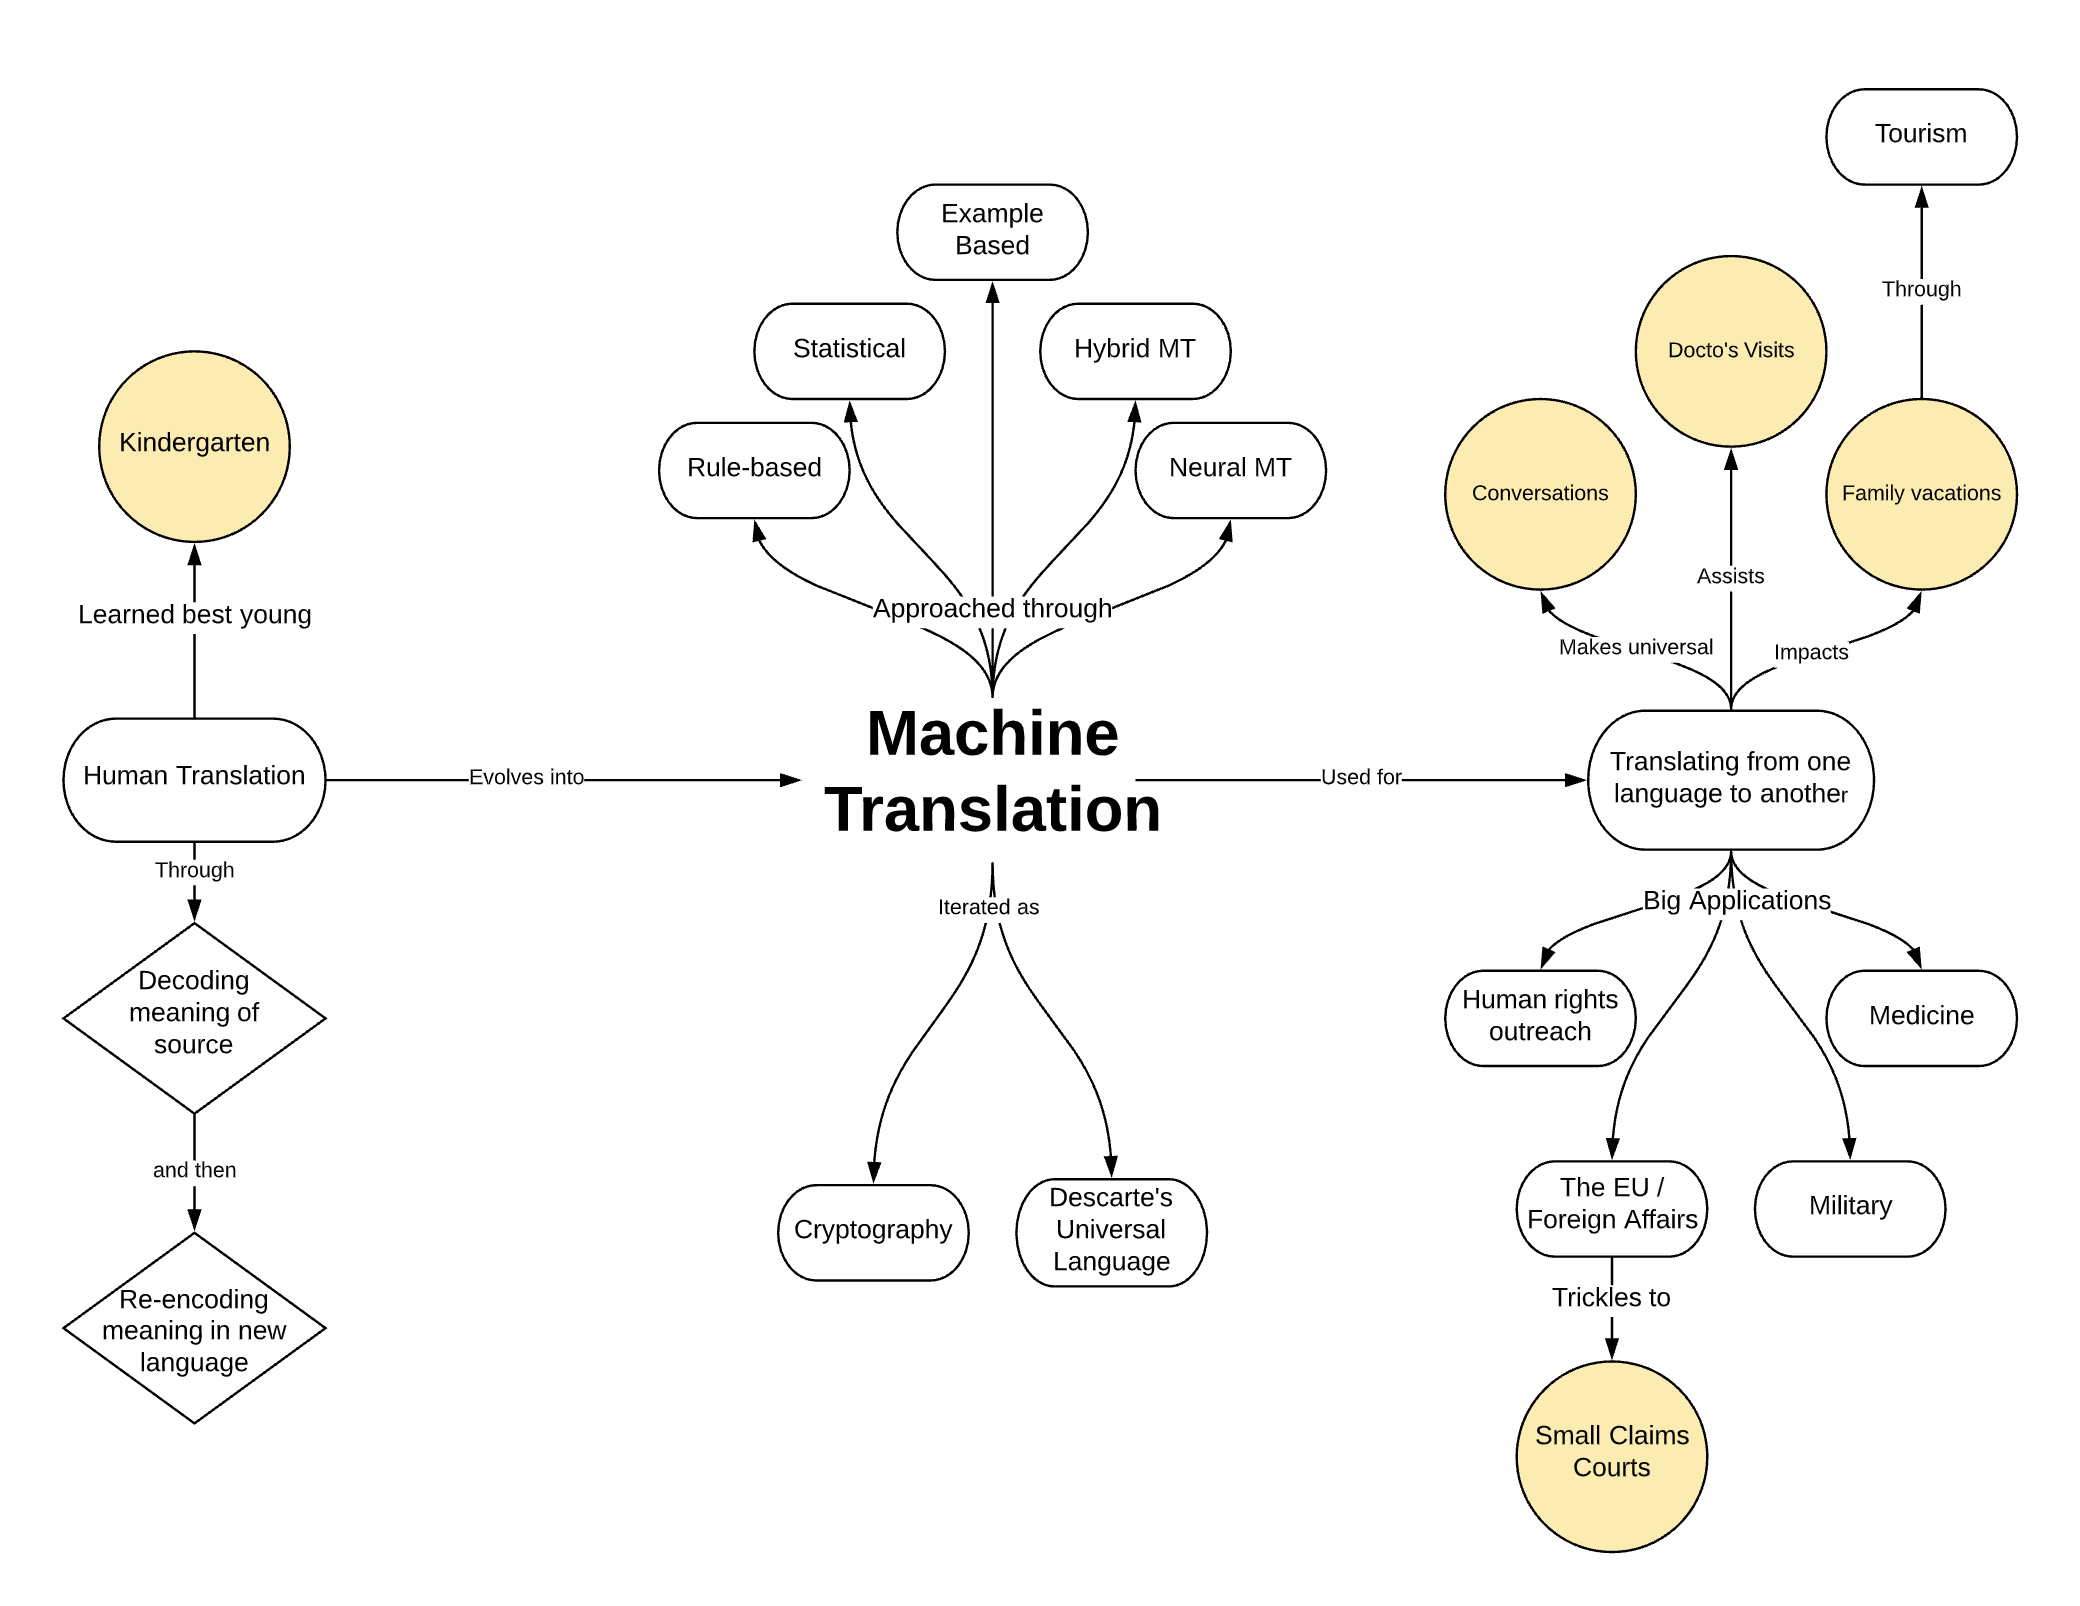 Tourism
Example
Based
Through
Statistical
Hybrid MT
Docto's Visits
Kindergarten
Rule-based
Neural MT
Conversations
Family vacations
Assists
Learned best young
Approached through
Makes universal
Impacts
Machine
Translation
Human Translation
Evolves into
Used for
Translating from one
language to another
Through
Iterated as
Big Applications
Decoding
meaning of
source
Human rights
outreach
Medicine
and then
Cryptography
Descarte's
Universal
Language
The EU /
Foreign Affairs
Military
Re-encoding
meaning in new
language
Trickles to
Small Claims
Courts